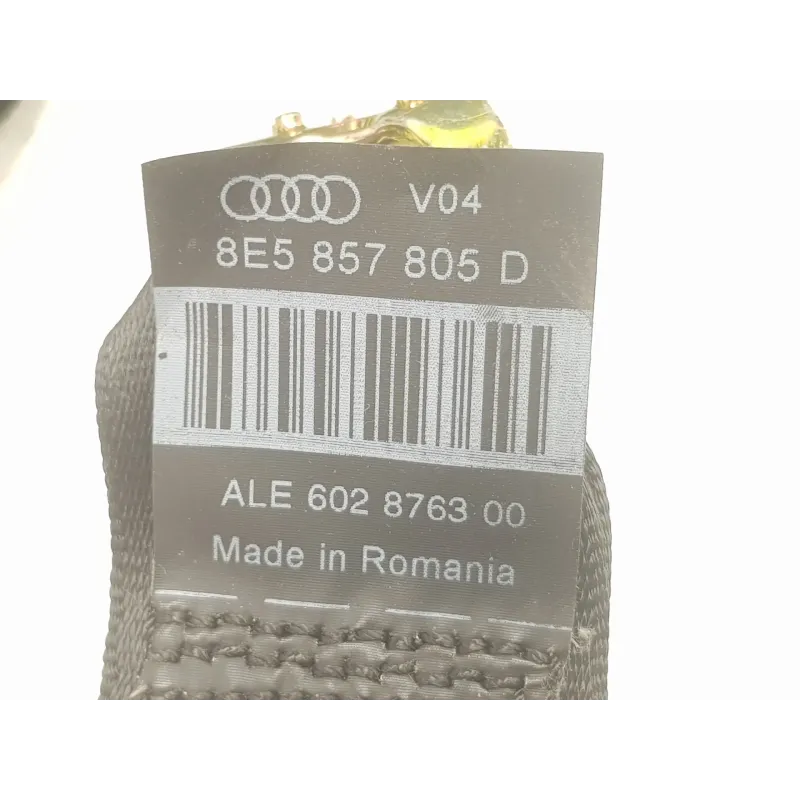 V04
8E5 857 805 D
ALE 602 8763 00
Made in Romania